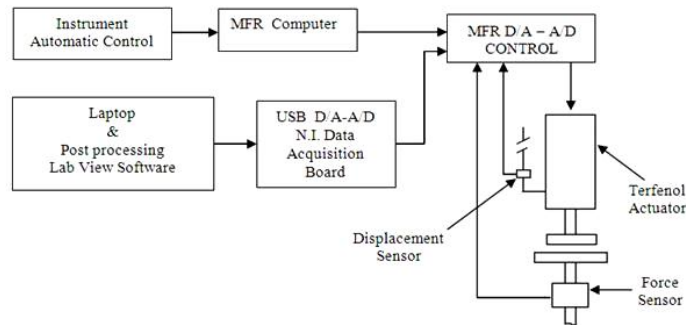 Instrument
Automatic Control
MFR Computer
MFR D/A – A/D
CONTROL
Laptop
&
Post processing
Lab View Software
USB D/A-A/D
N.I. Data
Acquisition
Board
Terfenol
Actuator
Displacement
Sensor
Force
Sensor